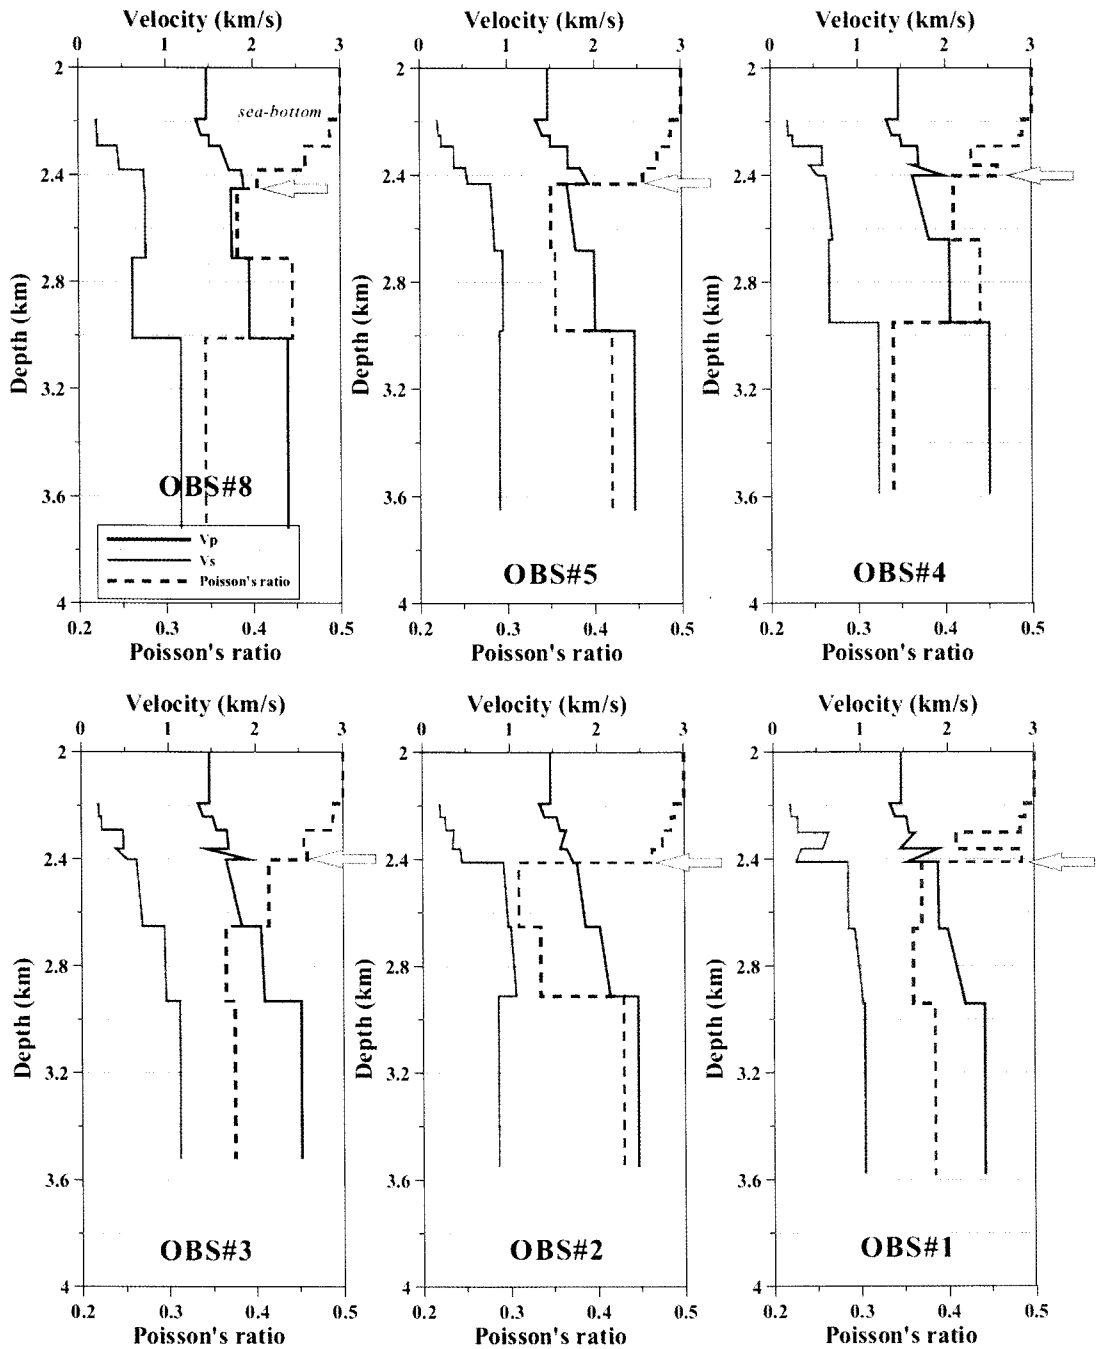 Velocity (km/s) Velocity (km/s) Velocity (km/s)
0 1 2 3 0 1 2 3 0 1 2 3
2 2 2
sea-bottom
2.4 2.4 2.4
2.8 2.8 2.8
Depth (km) Depth (km) Depth (km)
3.2 3.2 3.2
OBS#8
3.6 3.6 3.6
Vp
Vs
Poisson's ratio
OBS#5 OBS#4
4 4 4
0.2 0.3 0.4 0.5 0.2 0.3 0.4 0.5 0.2 0.3 0.4 0.5
Poisson's ratio Poisson's ratio Poisson's ratio
Velocity (km/s) Velocity (km/s) Velocity (km/s)
0 1 2 3 0 1 2 3 0 1 2 3
2 2 2
2.4 2.4 2.4
2.8 2.8 2.8
Depth (km) Depth (km) Depth (km)
3.2 3.2 3.2
3.6 3.6 3.6
OBS#3 OBS#2 OBS#1
4 4 4
0.2 0.3 0.4 0.5 0.2 0.3 0.4 0.5 0.2 0.3 0.4 0.5
Poisson's ratio Poisson's ratio Poisson's ratio